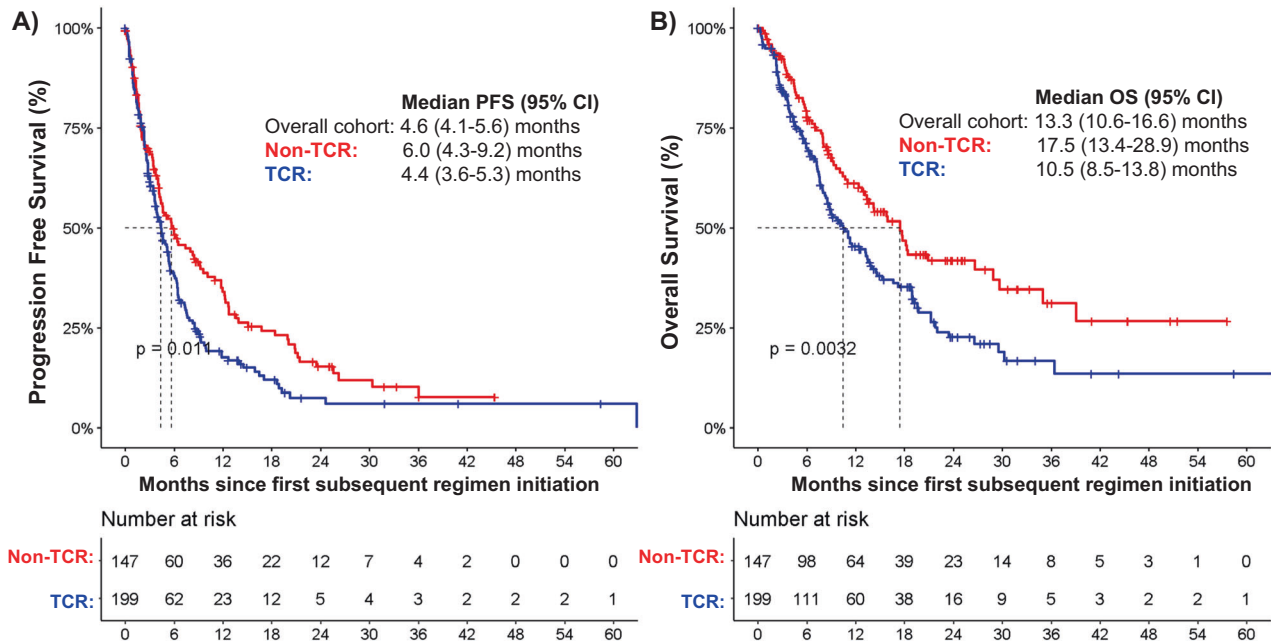 A)
Progression Free Survival (%)
100%
75%
50%
25%
0%
Median PFS (95% CI)
Overall cohort: 4.6 (4.1-5.6) months
Non-TCR: 6.0 (4.3-9.2) months
TCR: 4.4 (3.6-5.3) months
p = 0.011
0 6 12 18 24 30 36 42 48 54 60
Months since first subsequent regimen initiation
Number at risk
Non-TCR: 147 60 36 22 12 7 4 2 0 0 0
TCR: 199 62 23 12 5 4 3 2 2 2 1
0 6 12 18 24 30 36 42 48 54 60
B)
Overall Survival (%)
100%
75%
50%
25%
0%
Median OS (95% CI)
Overall cohort: 13.3 (10.6-16.6) months
Non-TCR: 17.5 (13.4-28.9) months
TCR: 10.5 (8.5-13.8) months
p = 0.0032
0 6 12 18 24 30 36 42 48 54 60
Months since first subsequent regimen initiation
Number at risk
Non-TCR: 147 98 64 39 23 14 8 5 3 1 0
TCR: 199 111 60 38 16 9 5 3 2 2 1
0 6 12 18 24 30 36 42 48 54 60